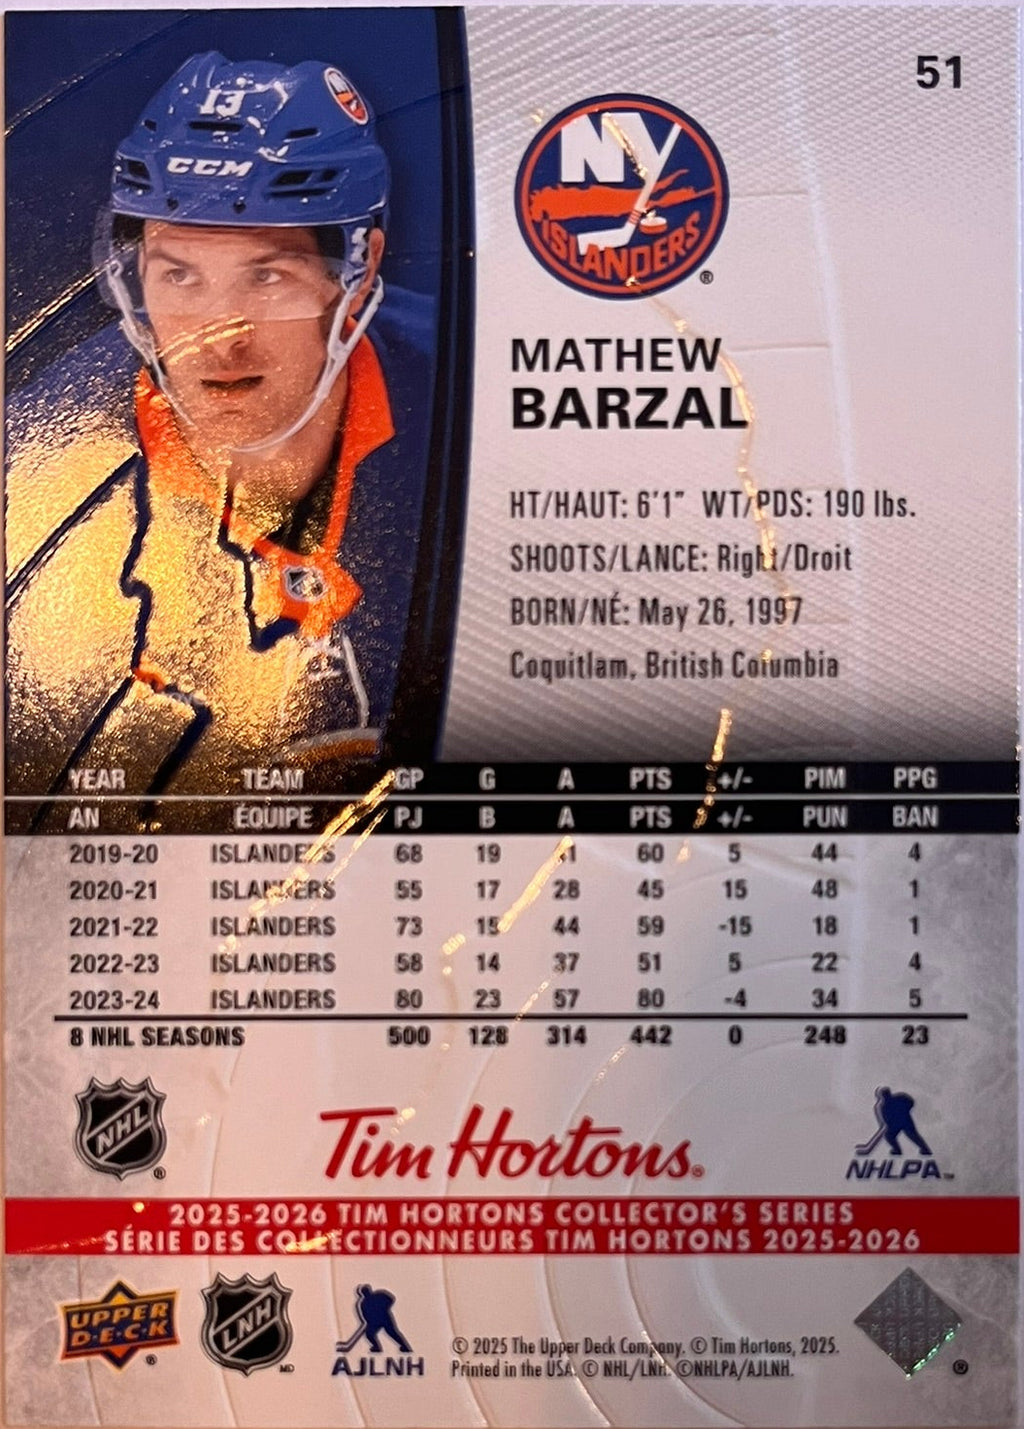 51
13
CCM
NY
ISLANDERS
®
MATHEW
BARZAL
HT/HAUT: 6'1" WT/PDS: 190 lbs.
SHOOTS/LANCE: Right/Droit
BORN/NÉ: May 26, 1997
Coquitlam, British Columbia
YEAR TEAM GP G A PTS +/- PIM PPG
AN ÉQUIPE PJ B A PTS +/- PUN BAN
2019-20 ISLANDERS 68 19 41 60 5 44 4
2020-21 ISLANDERS 55 17 28 45 15 48 1
2021-22 ISLANDERS 73 15 44 59 -15 18 1
2022-23 ISLANDERS 58 14 37 51 5 22 4
2023-24 ISLANDERS 80 23 57 80 -4 34 5
8 NHL SEASONS 500 128 314 442 0 248 23
NHL ®
Tim Hortons®
NHLPA™
2025-2026 TIM HORTONS COLLECTOR'S SERIES
SÉRIE DES COLLECTIONNEURS TIM HORTONS 2025-2026
UPPER
D·E·C·K ®
LNH MD
AJLNH
© 2025 The Upper Deck Company. © Tim Hortons, 2025.
Printed in the USA. © NHL/LNH. ©NHLPA/AJLNH.
®